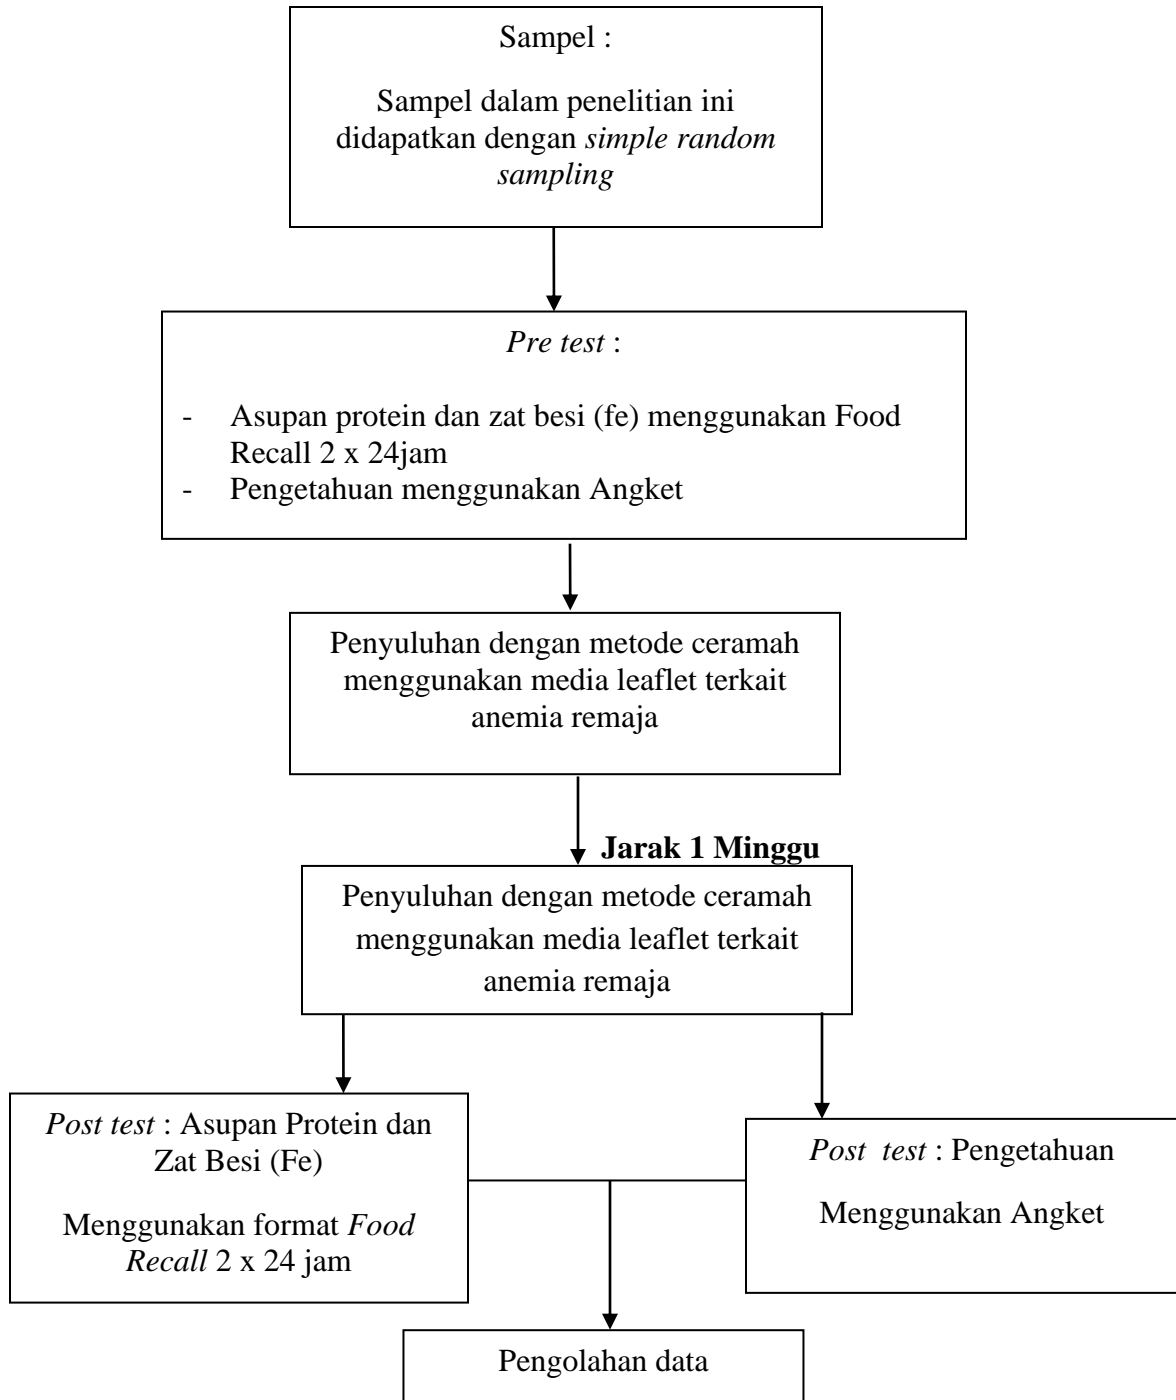 Sampel :
Sampel dalam penelitian ini
didapatkan dengan simple random
sampling
Pre test :
- Asupan protein dan zat besi (fe) menggunakan Food
Recall 2 x 24jam
- Pengetahuan menggunakan Angket
Penyuluhan dengan metode ceramah
menggunakan media leaflet terkait
anemia remaja
Jarak 1 Minggu
Penyuluhan dengan metode ceramah
menggunakan media leaflet terkait
anemia remaja
Post test : Asupan Protein dan
Zat Besi (Fe)
Menggunakan format Food
Recall 2 x 24 jam
Post test : Pengetahuan
Menggunakan Angket
Pengolahan data